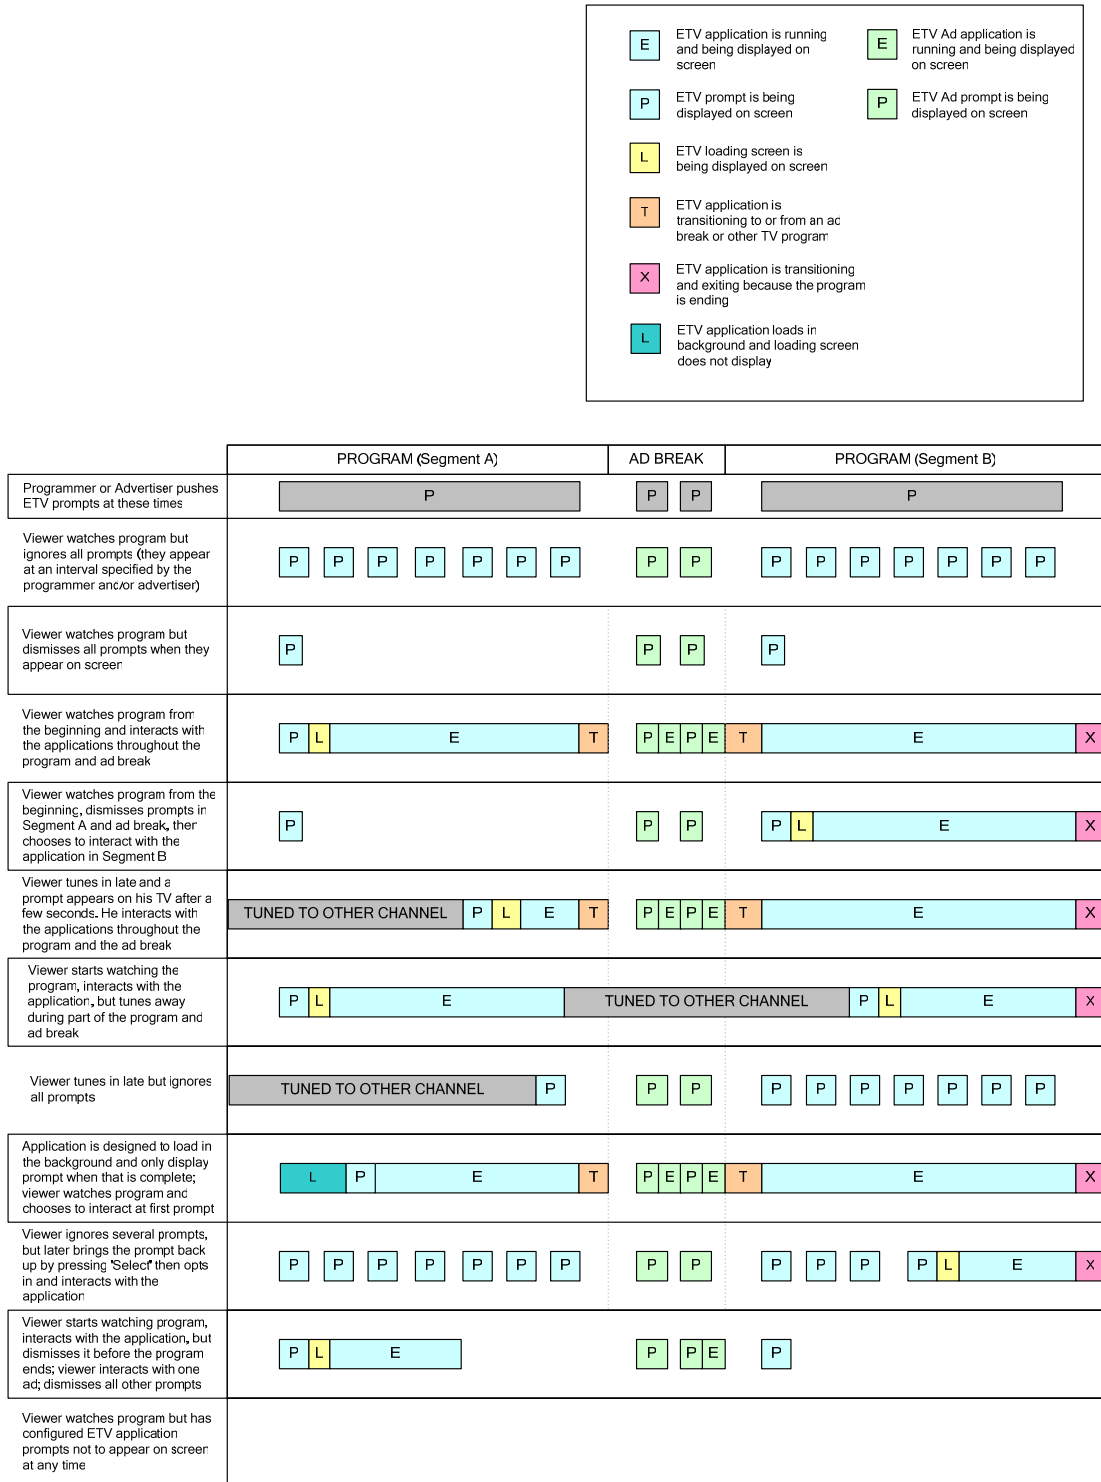 E ETV application is running
and being displayed on
screen
E ETV Ad application is
running and being displayed
on screen
P ETV prompt is being
displayed on screen
P ETV Ad prompt is being
displayed on screen
L ETV loading screen is
being displayed on screen
T ETV application is
transitioning to or from an ad
break or other TV program
X ETV application is transitioning
and exiting because the program
is ending
L ETV application loads in
background and loading screen
does not display
PROGRAM (Segment A) AD BREAK PROGRAM (Segment B)
Programmer or Advertiser pushes
ETV prompts at these times
P P P P
Viewer watches program but
ignores all prompts (they appear
at an interval specified by the
programmer and/or advertiser)
P P P P P P P P P P P P P P P P
Viewer watches program but
dismisses all prompts when they
appear on screen
P P P P
Viewer watches program from
the beginning and interacts with
the applications throughout the
program and ad break
P L E T P E P E T E X
Viewer watches program from the
beginning, dismisses prompts in
Segment A and ad break, then
chooses to interact with the
application in Segment B
P P P P L E X
Viewer tunes in late and a
prompt appears on his TV after a
few seconds. He interacts with
the applications throughout the
program and the ad break
TUNED TO OTHER CHANNEL P L E T P E P E T E X
Viewer starts watching the
program, interacts with the
application, but tunes away
during part of the program and
ad break
P L E TUNED TO OTHER CHANNEL P L E X
Viewer tunes in late but ignores
all prompts
TUNED TO OTHER CHANNEL P P P P P P P P P P
Application is designed to load in
the background and only display
prompt when that is complete;
viewer watches program and
chooses to interact at first prompt
L P E T P E P E T E X
Viewer ignores several prompts,
but later brings the prompt back
up by pressing 'Select' then opts
in and interacts with the
application
P P P P P P P P P P P P P L E X
Viewer starts watching program,
interacts with the application, but
dismisses it before the program
ends; viewer interacts with one
ad; dismisses all other prompts
P L E P P E P
Viewer watches program but has
configured ETV application
prompts not to appear on screen
at any time